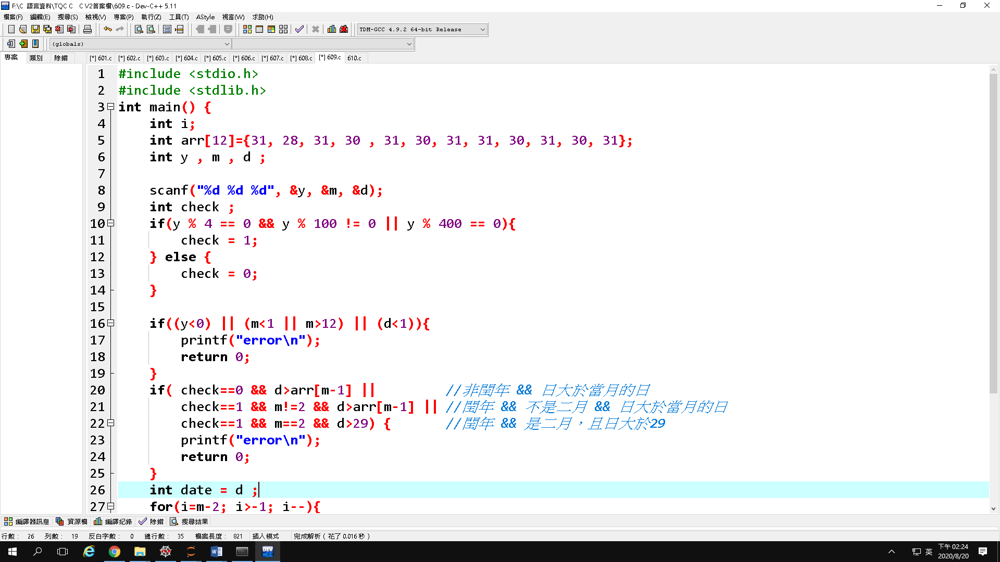 F:\C 語言資料\TQC C　C V2答案檔\609.c - Dev-C++ 5.11
檔案(F) 編輯(E) 搜尋(S) 檢視(V) 專案(P) 執行(Z) 工具(T) AStyle 視窗(W) 求助(H)
TDM-GCC 4.9.2 64-bit Release
(globals)
專案 類別 除錯 [*] 601.c [*] 602.c [*] 603.c [*] 604.c [*] 605.c [*] 606.c [*] 607.c [*] 608.c [*] 609.c 610.c
1 #include <stdio.h>
2 #include <stdlib.h>
3 int main() {
4 int i;
5 int arr[12]={31, 28, 31, 30 , 31, 30, 31, 31, 30, 31, 30, 31};
6 int y , m , d ;
7
8 scanf("%d %d %d", &y, &m, &d);
9 int check ;
10 if(y % 4 == 0 && y % 100 != 0 || y % 400 == 0){
11 check = 1;
12 } else {
13 check = 0;
14 }
15
16 if((y<0) || (m<1 || m>12) || (d<1)){
17 printf("error\n");
18 return 0;
19 }
20 if( check==0 && d>arr[m-1] || //非閏年 && 日大於當月的日
21 check==1 && m!=2 && d>arr[m-1] || //閏年 && 不是二月 && 日大於當月的日
22 check==1 && m==2 && d>29) { //閏年 && 是二月，且日大於29
23 printf("error\n");
24 return 0;
25 }
26 int date = d ;
27 for(i=m-2; i>-1; i--){
編譯器訊息 資源檔 編譯紀錄 除錯 搜尋結果
行數： 26 列數： 19 反白字數： 0 總行數： 35 檔案長度： 821 插入模式 完成解析 ( 花了 0.016 秒 )
英 下午 02:24
2020/8/20